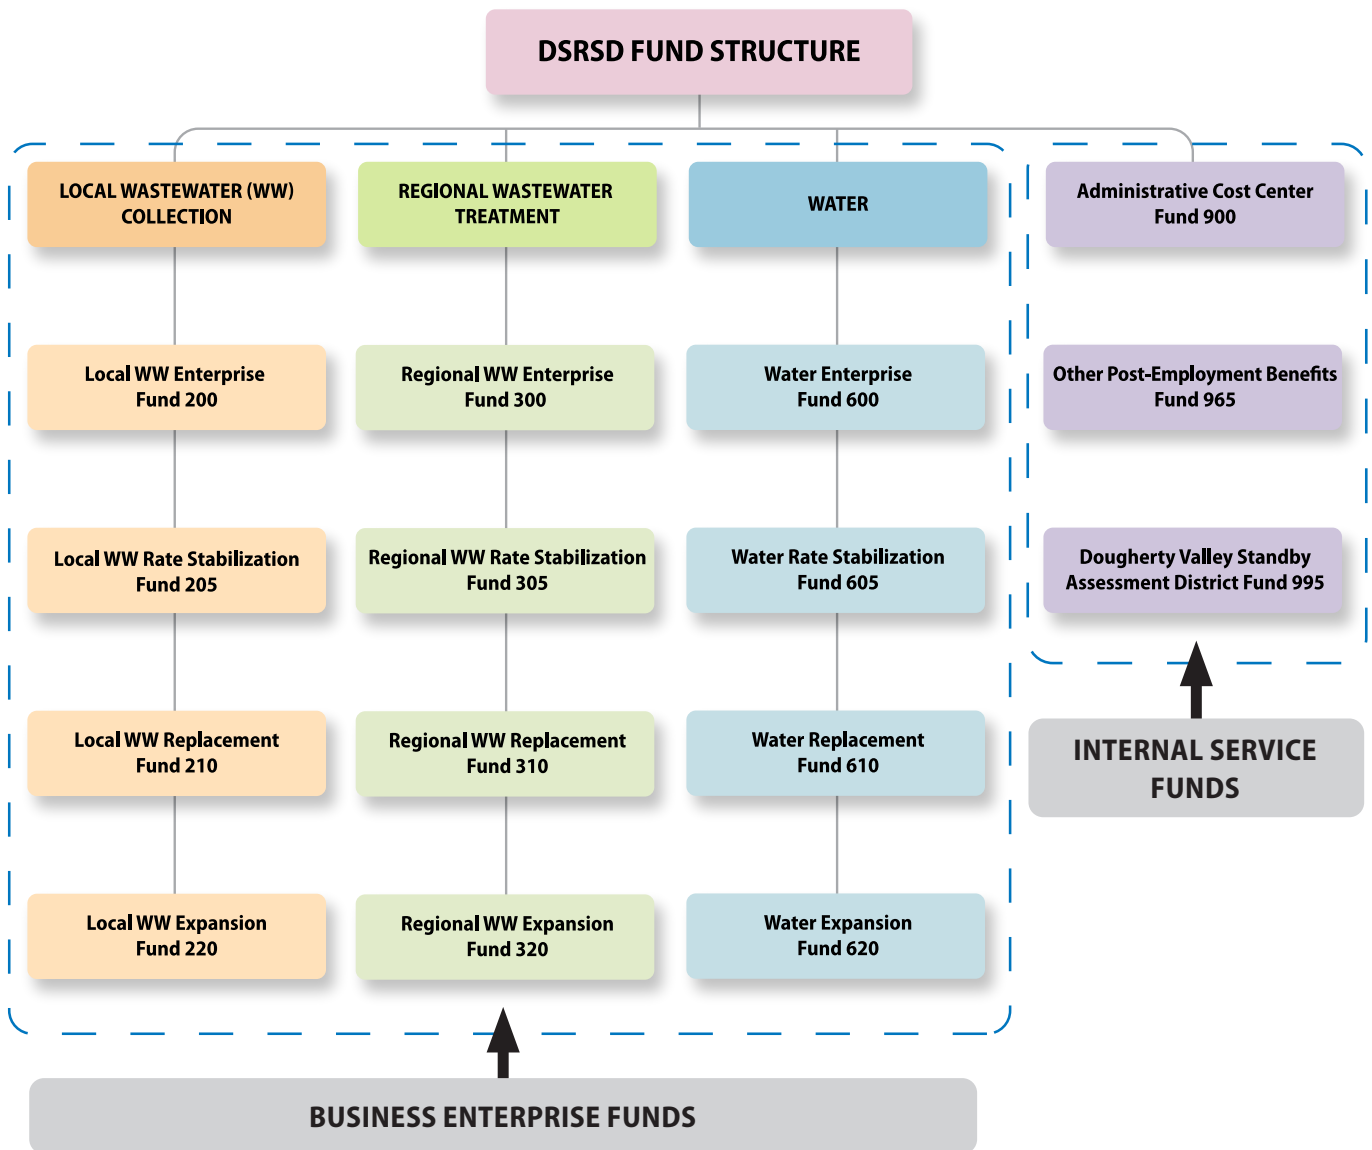 DSRSD FUND STRUCTURE
LOCAL WASTEWATER (WW)
COLLECTION
REGIONAL WASTEWATER
TREATMENT
WATER
Administrative Cost Center
Fund 900
Local WW Enterprise
Fund 200
Regional WW Enterprise
Fund 300
Water Enterprise
Fund 600
Other Post-Employment Benefits
Fund 965
Local WW Rate Stabilization
Fund 205
Regional WW Rate Stabilization
Fund 305
Water Rate Stabilization
Fund 605
Dougherty Valley Standby
Assessment District Fund 995
Local WW Replacement
Fund 210
Regional WW Replacement
Fund 310
Water Replacement
Fund 610
INTERNAL SERVICE
FUNDS
Local WW Expansion
Fund 220
Regional WW Expansion
Fund 320
Water Expansion
Fund 620
BUSINESS ENTERPRISE FUNDS